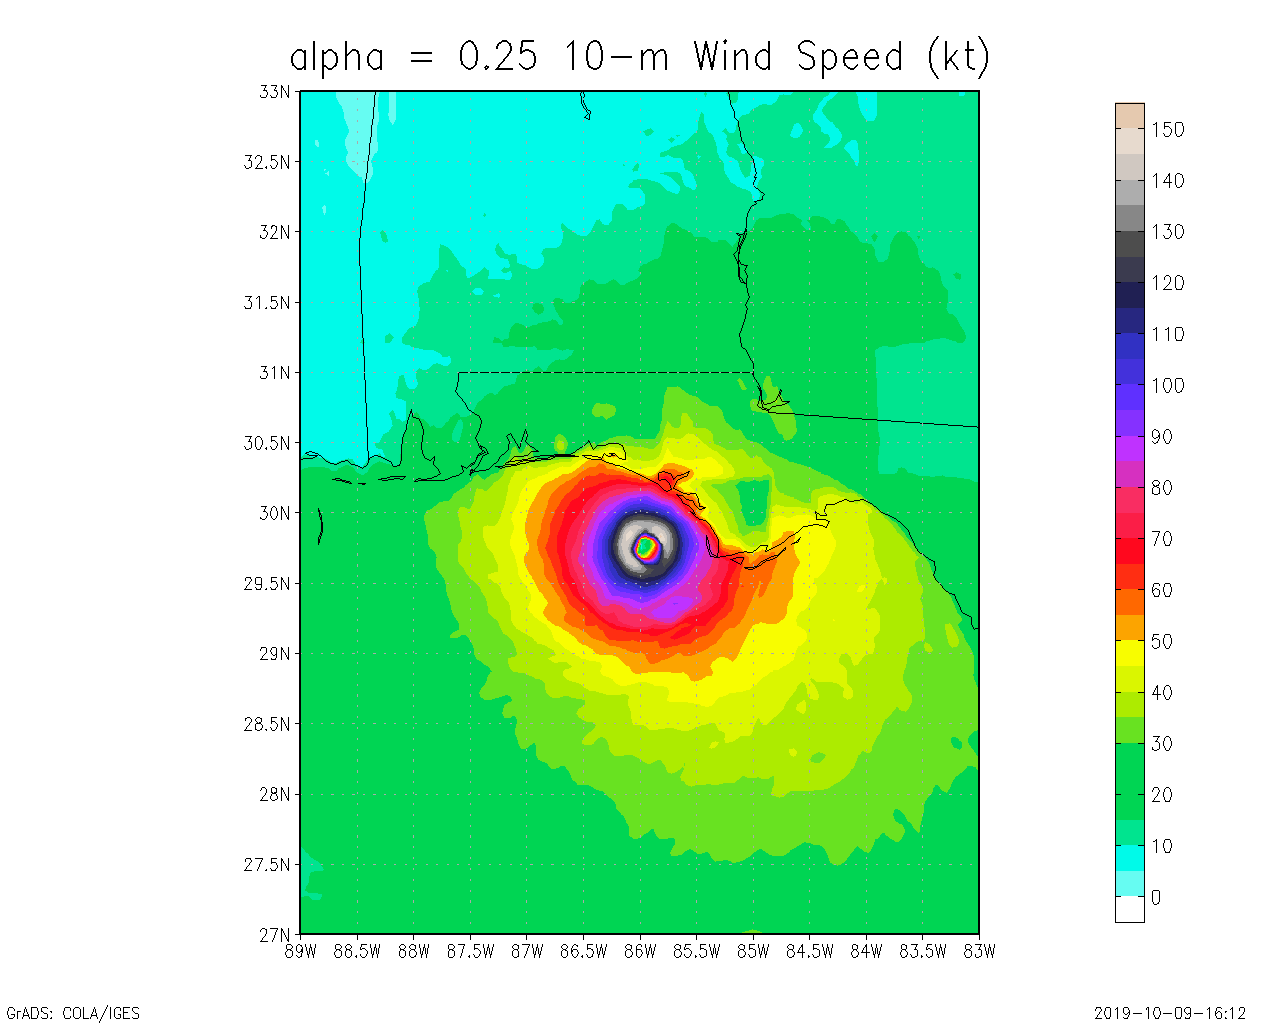 alpha = 0.25 10-m Wind Speed (kt)
33N
32.5N
32N
31.5N
31N
30.5N
30N
29.5N
29N
28.5N
28N
27.5N
27N
89W 88.5W 88W 87.5W 87W 86.5W 86W 85.5W 85W 84.5W 84W 83.5W 83W
150
140
130
120
110
100
90
80
70
60
50
40
30
20
10
0
GrADS: COLA/IGES
2019-10-09-16:12